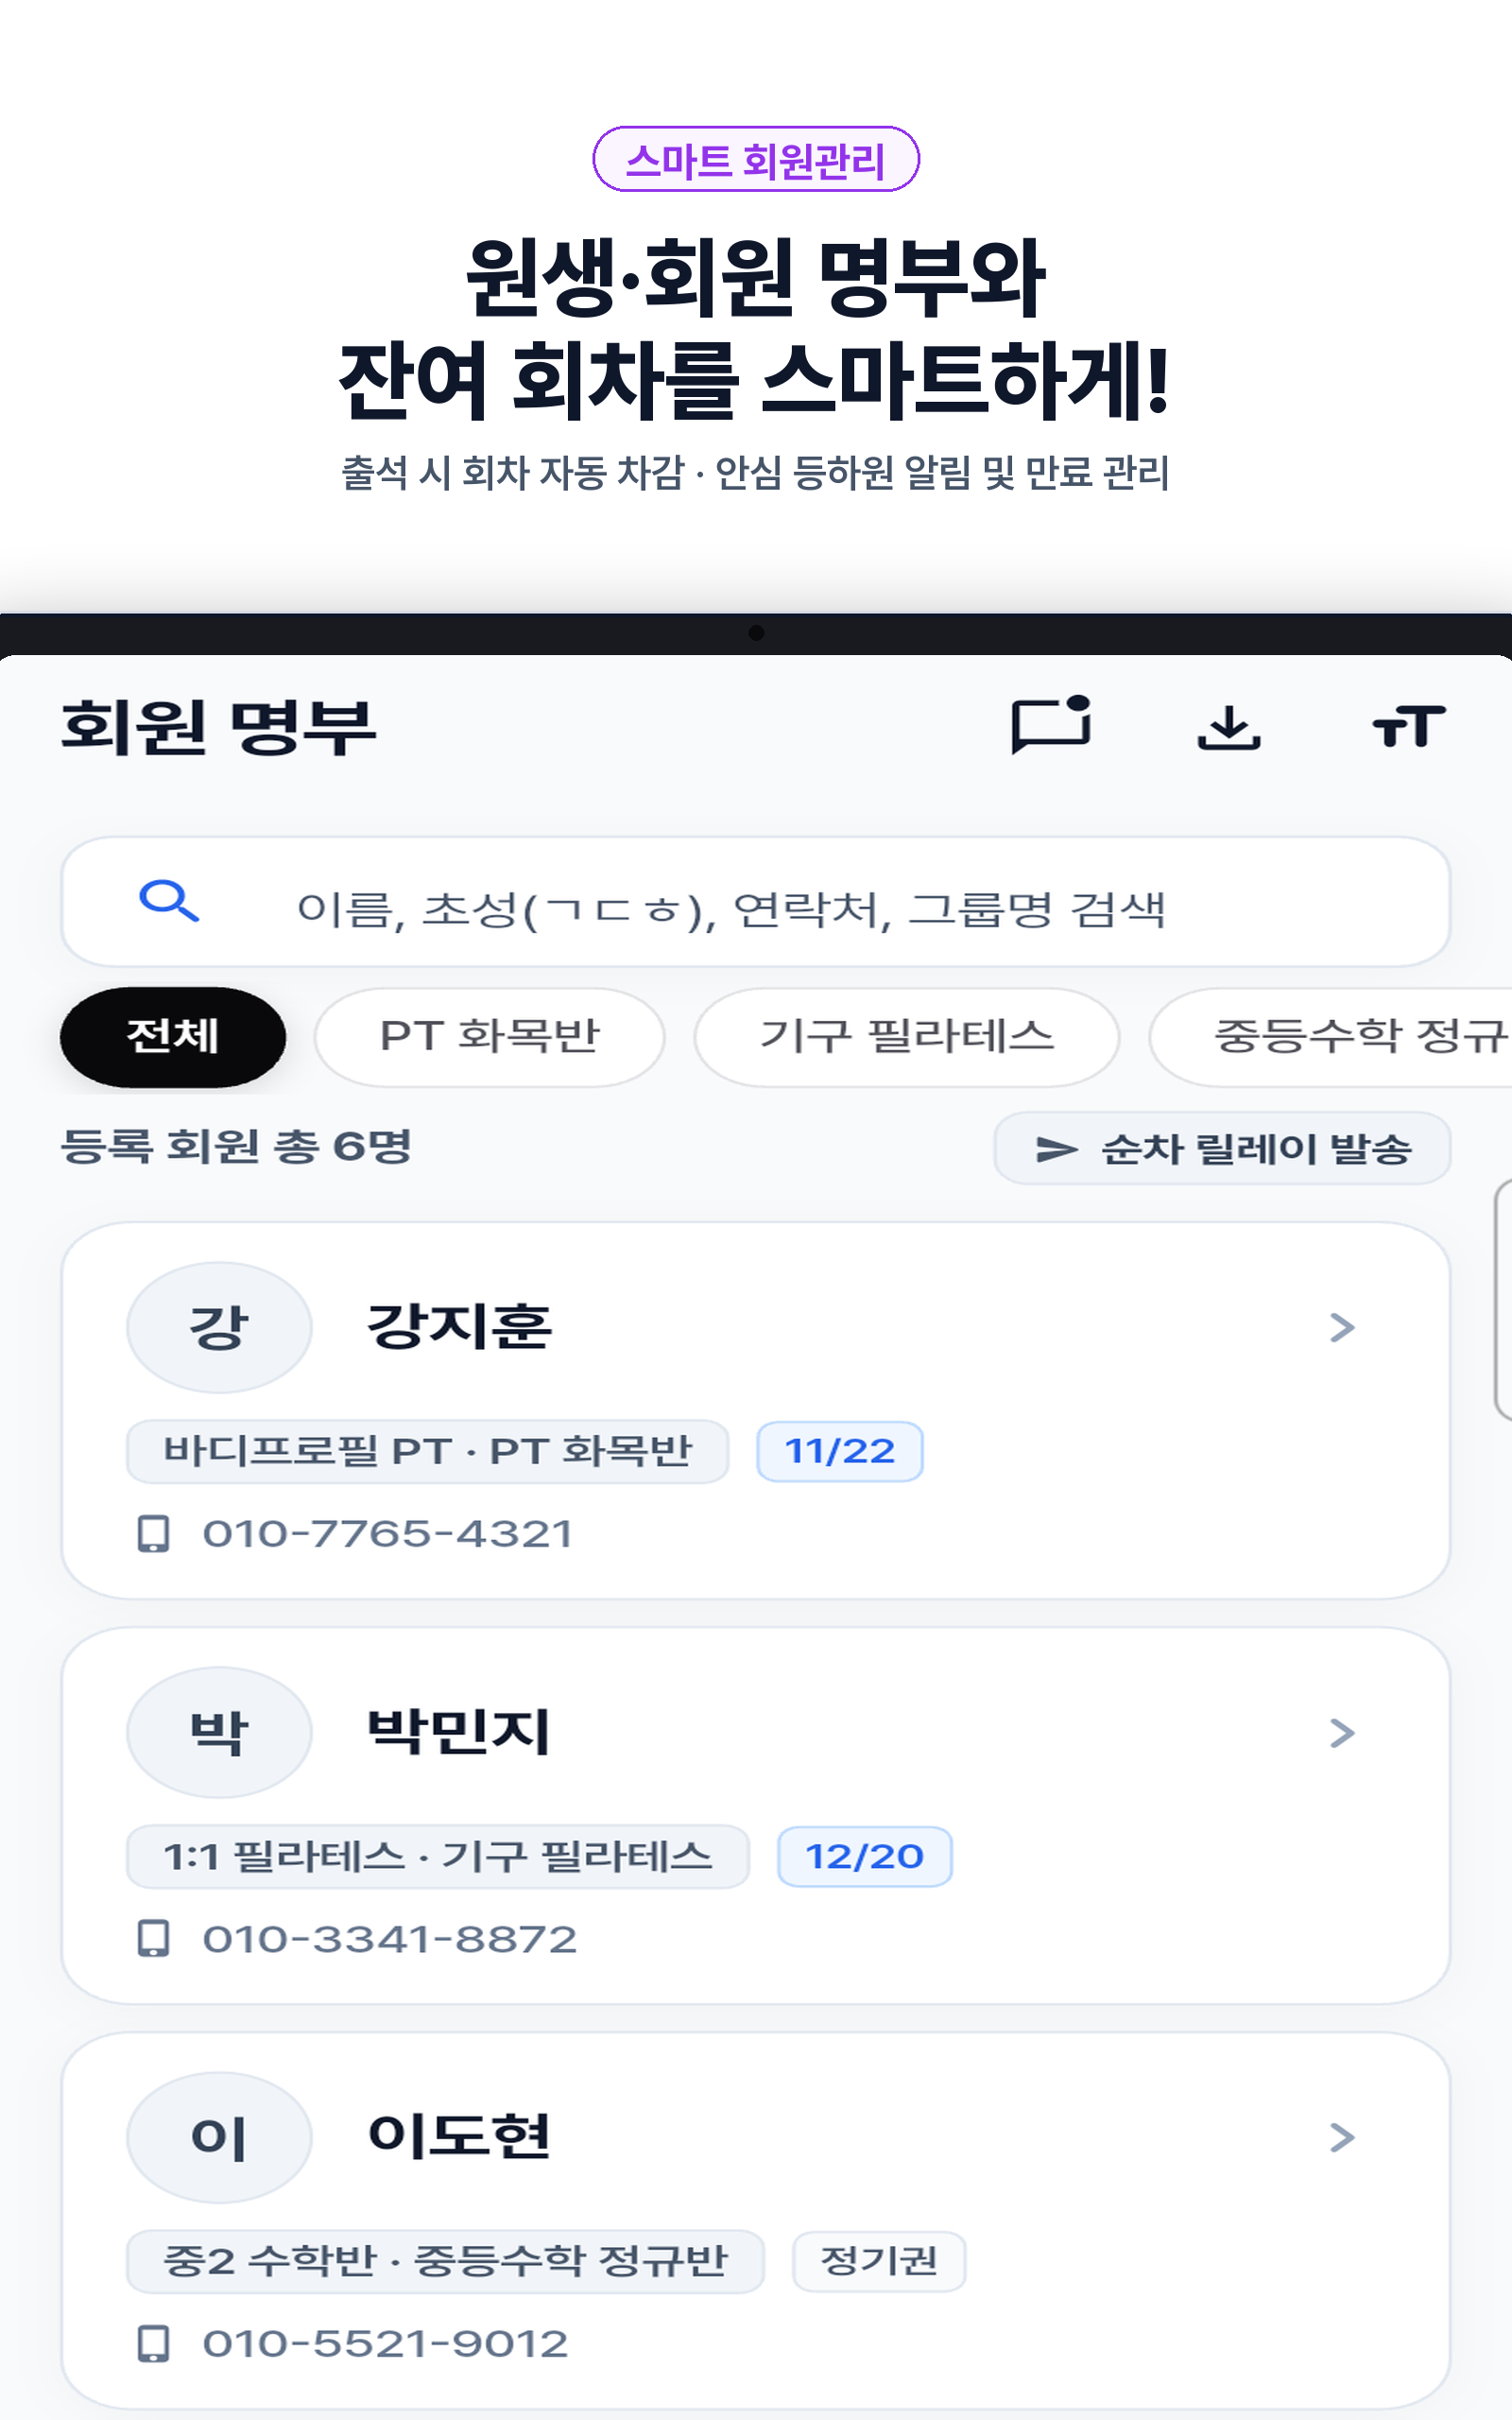 스마트 회원관리
원생·회원 명부와
잔여 회차를 스마트하게!
출석 시 회차 자동 차감 · 안심 등하원 알림 및 만료 관리
회원 명부
이름, 초성(ㄱㄷㅎ), 연락처, 그룹명 검색
전체 PT 화목반 기구 필라테스 중등수학 정규
등록 회원 총 6명 순차 릴레이 발송
강 강지훈
바디프로필 PT · PT 화목반 11/22
010-7765-4321
박 박민지
1:1 필라테스 · 기구 필라테스 12/20
010-3341-8872
이 이도현
중2 수학반 · 중등수학 정규반 정기권
010-5521-9012